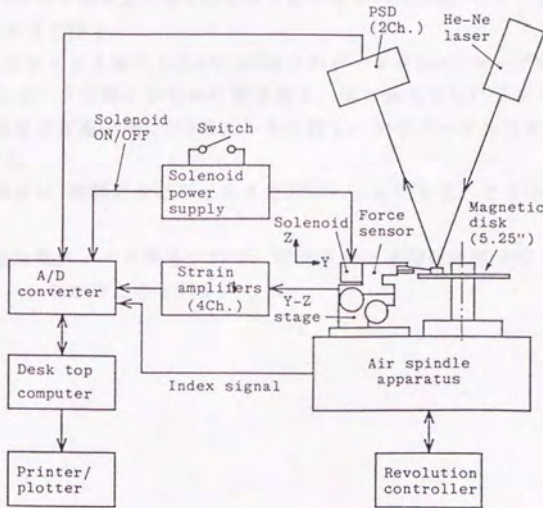 PSD
(2Ch.)
He-Ne
laser
Solenoid
ON/OFF
Switch
Solenoid
power
supply
Solenoid
Force
sensor
Magnetic
disk
(5.25")
Z
Y
A/D
converter
Strain
amplifiers
(4Ch.)
Y-Z
stage
Air spindle
apparatus
Index signal
Desk top
computer
Printer/
plotter
Revolution
controller